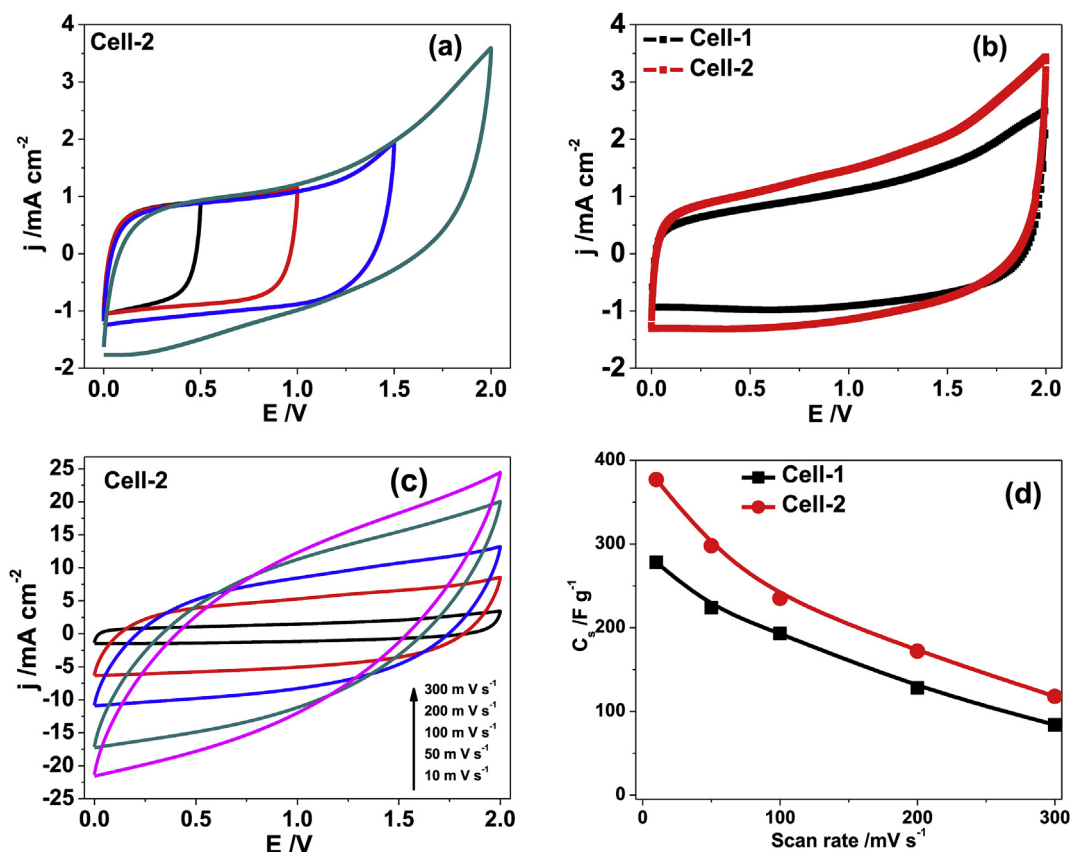 Cell-2
(a)
4
3
2
1
0
-1
-2
j /mA cm⁻²
0.0 0.5 1.0 1.5 2.0
E /V
Cell-1
Cell-2
(b)
4
3
2
1
0
-1
-2
j /mA cm⁻²
0.0 0.5 1.0 1.5 2.0
E /V
Cell-2
(c)
25
20
15
10
5
0
-5
-10
-15
-20
-25
j /mA cm⁻²
300 m V s⁻¹
200 m V s⁻¹
100 m V s⁻¹
50 m V s⁻¹
10 m V s⁻¹
0.0 0.5 1.0 1.5 2.0
E /V
Cell-1
Cell-2
(d)
400
300
200
100
0
Cₛ /F g⁻¹
0 100 200 300
Scan rate /mV s⁻¹